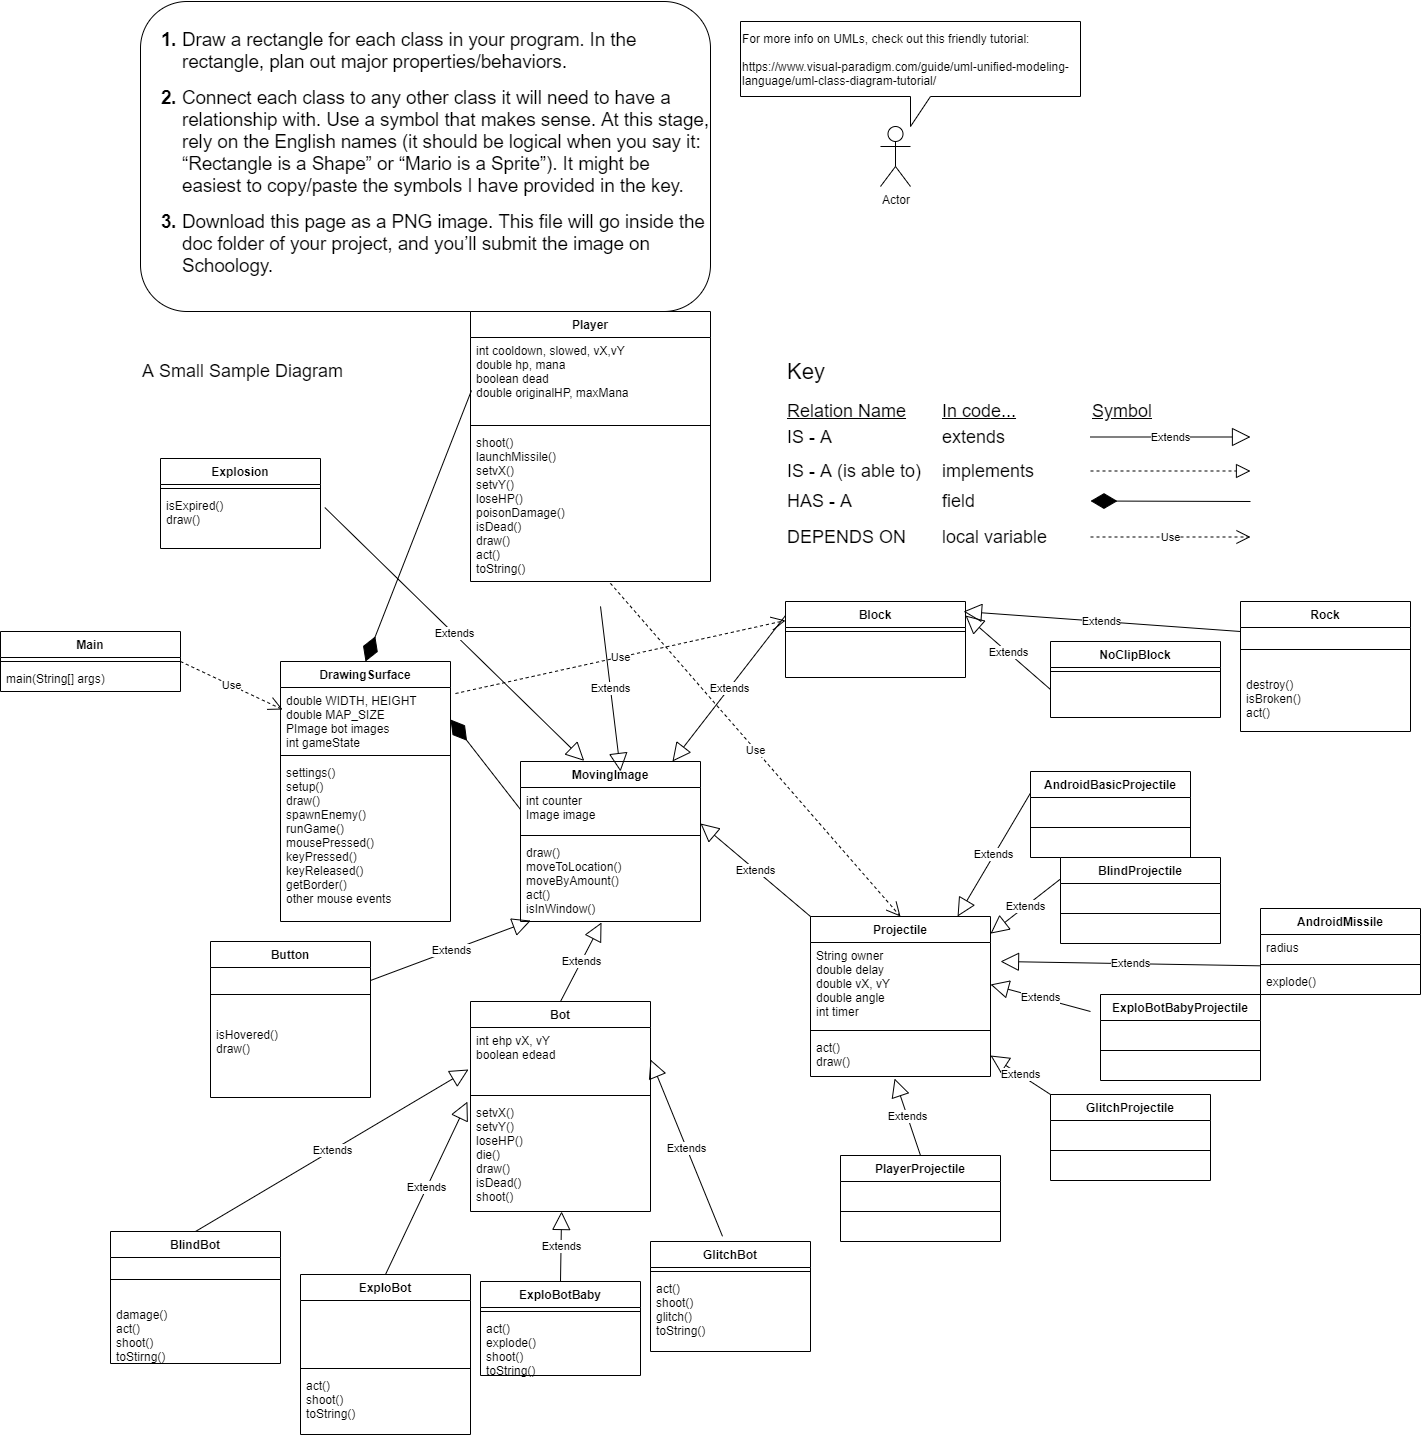 1. Draw a rectangle for each class in your program. In the
rectangle, plan out major properties/behaviors.
2. Connect each class to any other class it will need to have a
relationship with. Use a symbol that makes sense. At this stage,
rely on the English names (it should be logical when you say it:
“Rectangle is a Shape” or “Mario is a Sprite”). It might be
easiest to copy/paste the symbols I have provided in the key.
3. Download this page as a PNG image. This file will go inside the
doc folder of your project, and you’ll submit the image on
Schoology.
For more info on UMLs, check out this friendly tutorial:
https://www.visual-paradigm.com/guide/uml-unified-modeling-
language/uml-class-diagram-tutorial/
Actor
A Small Sample Diagram
Key
Relation Name In code... Symbol
IS - A extends Extends
IS - A (is able to) implements
HAS - A field
DEPENDS ON local variable Use
Player
int cooldown, slowed, vX,vY
double hp, mana
boolean dead
double originalHP, maxMana
shoot()
launchMissile()
setvX()
setvY()
loseHP()
poisonDamage()
isDead()
draw()
act()
toString()
Explosion
isExpired()
draw()
Extends
Main
main(String[] args)
Use
DrawingSurface
double WIDTH, HEIGHT
double MAP_SIZE
PImage bot images
int gameState
settings()
setup()
draw()
spawnEnemy()
runGame()
mousePressed()
keyPressed()
keyReleased()
getBorder()
other mouse events
Use
Extends
Extends
Use
Block
Extends
Extends
NoClipBlock
Rock
destroy()
isBroken()
act()
MovingImage
int counter
Image image
draw()
moveToLocation()
moveByAmount()
act()
isInWindow()
Extends
Extends
Extends
Button
isHovered()
draw()
Bot
int ehp vX, vY
boolean edead
setvX()
setvY()
loseHP()
die()
draw()
isDead()
shoot()
Projectile
String owner
double delay
double vX, vY
double angle
int timer
act()
draw()
AndroidBasicProjectile
Extends
BlindProjectile
Extends
AndroidMissile
radius
explode()
Extends
ExploBotBabyProjectile
Extends
GlitchProjectile
Extends
PlayerProjectile
Extends
Extends
Extends
Extends
Extends
BlindBot
damage()
act()
shoot()
toStirng()
ExploBot
act()
shoot()
toString()
ExploBotBaby
act()
explode()
shoot()
toString()
GlitchBot
act()
shoot()
glitch()
toString()